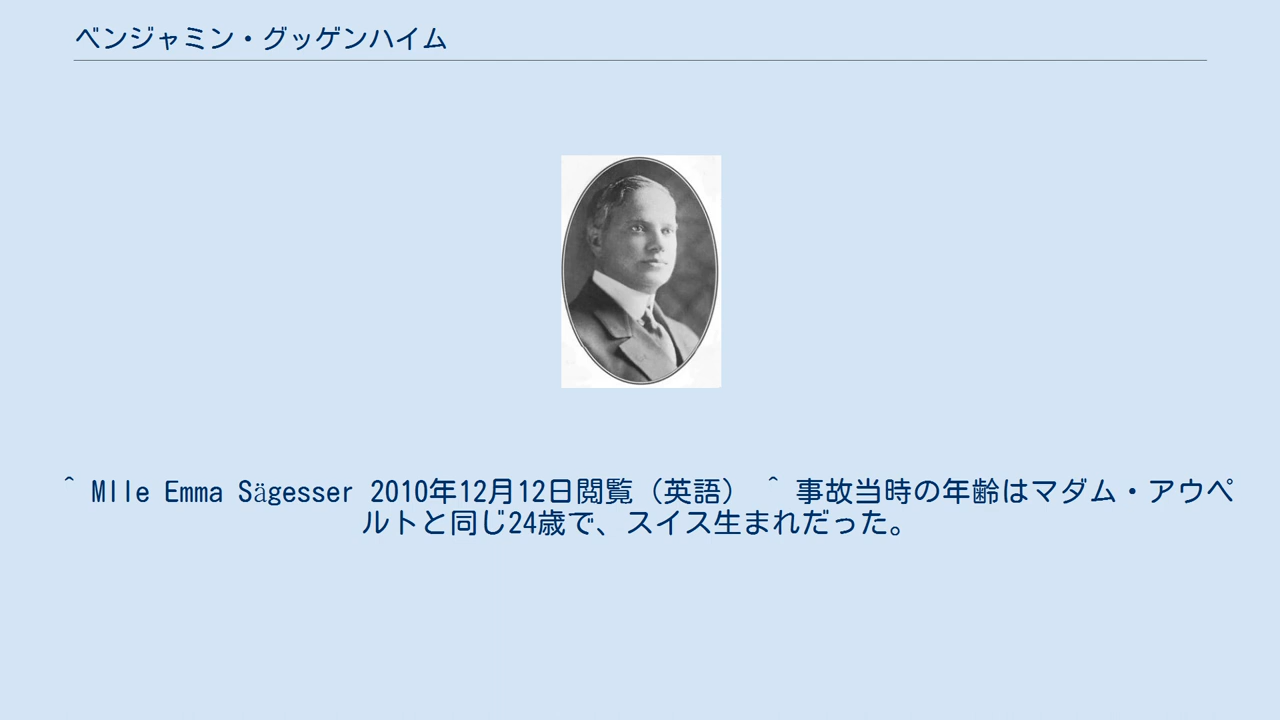 ベンジャミン・グッゲンハイム
^ Mlle Emma Sägesser 2010年12月12日閲覧（英語） ^ 事故当時の年齢はマダム・アウペ
ルトと同じ24歳で、スイス生まれだった。